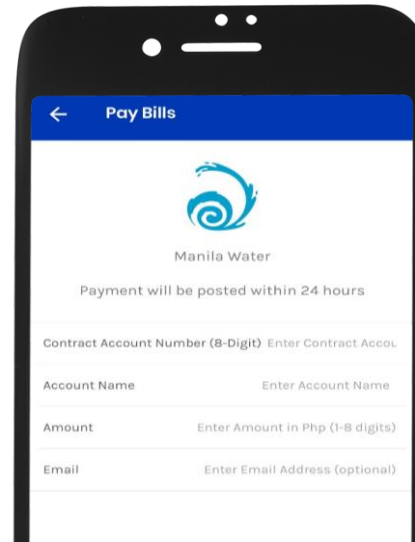 Pay Bills
Manila Water
Payment will be posted within 24 hours
Contract Account Number (8-Digit) Enter Contract Accou
Account Name Enter Account Name
Amount Enter Amount in Php (1-8 digits)
Email Enter Email Address (optional)